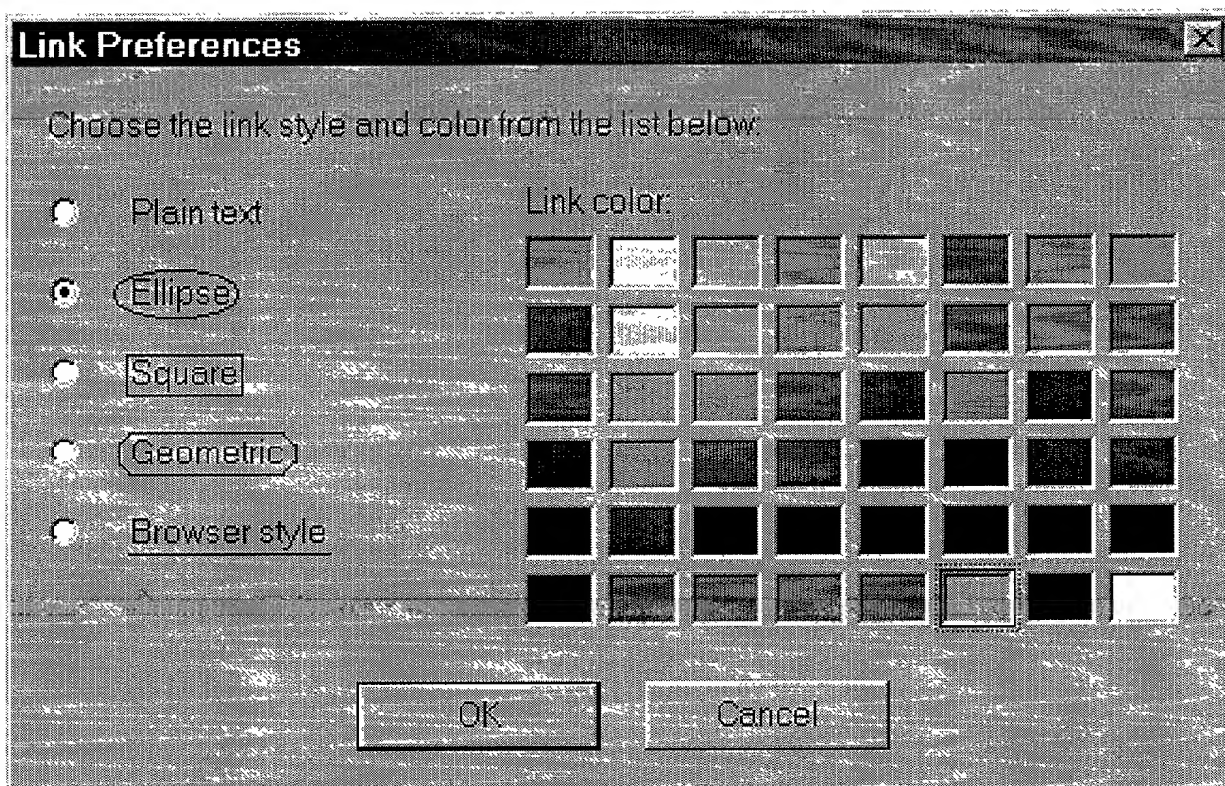 Link Preferences
Choose the link style and color from the list below:
Plain text
Link color:
Ellipse
Square
Geometric
Browser style
OK
Cancel